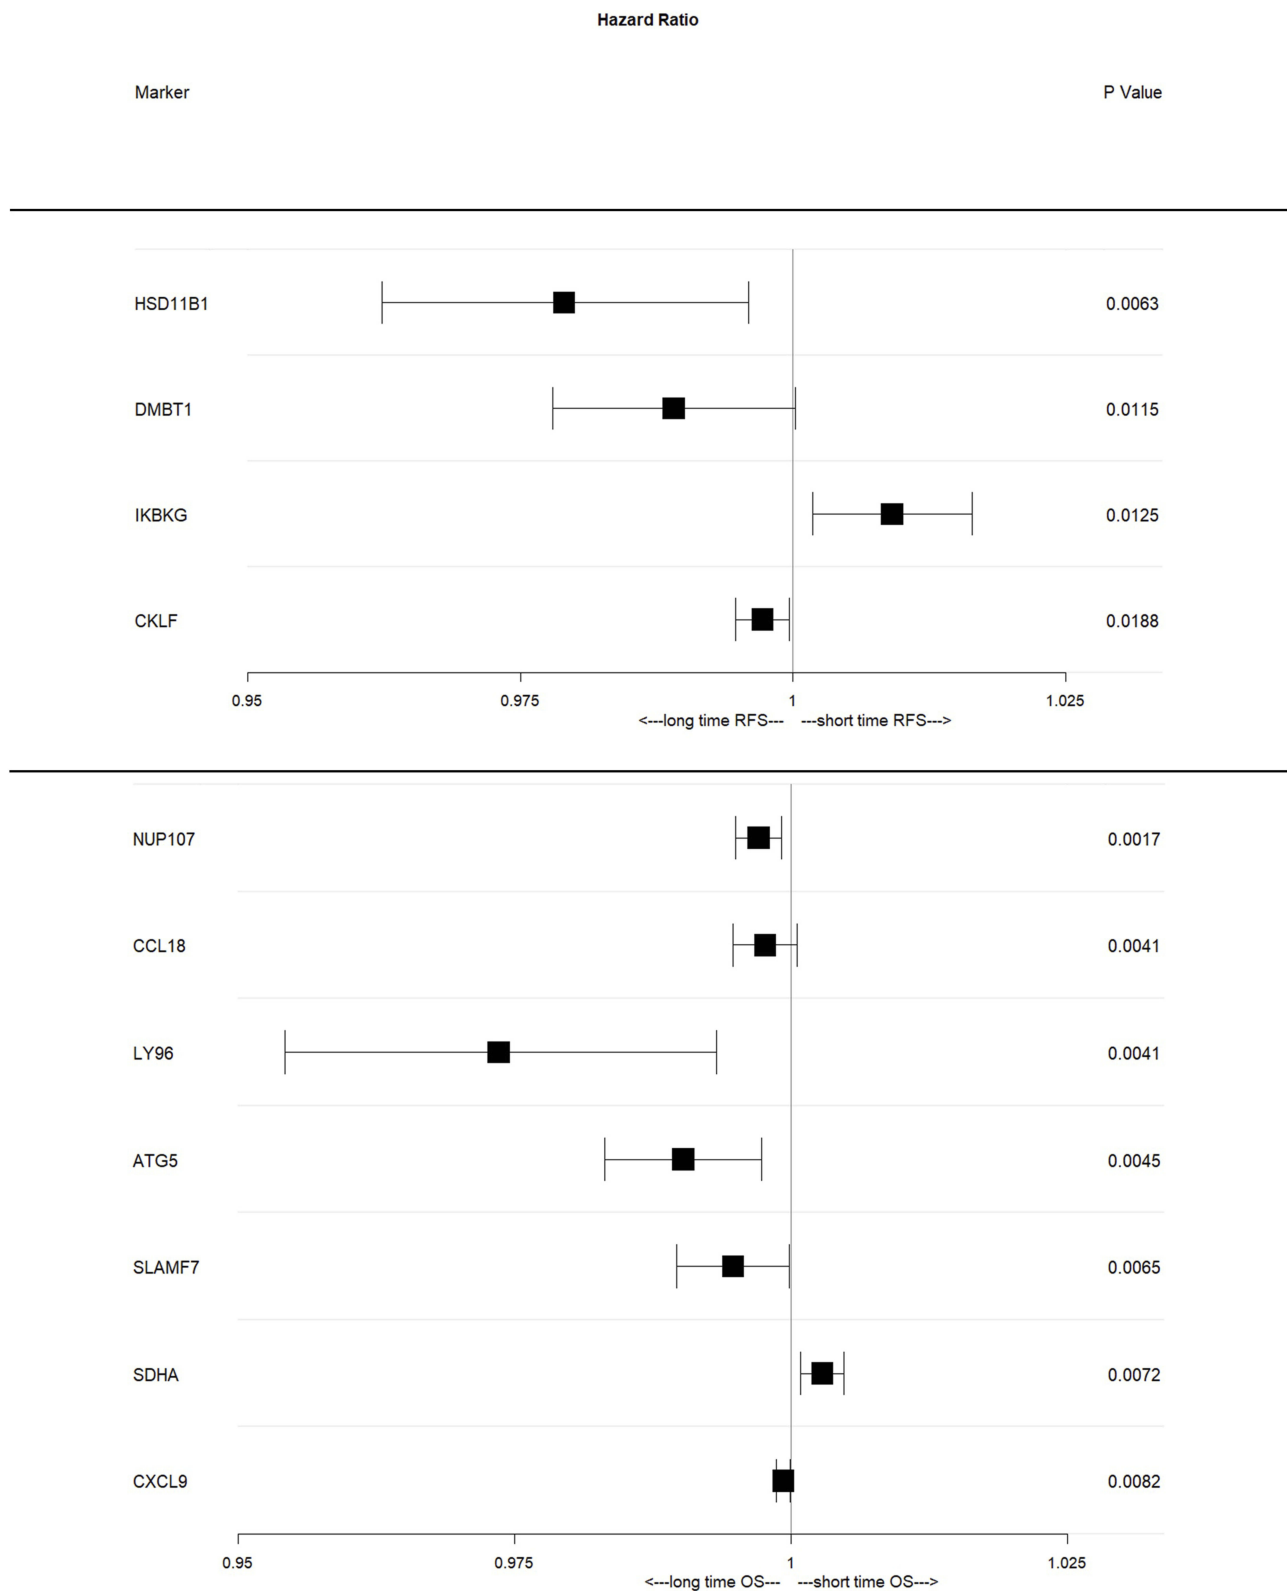 Hazard Ratio
Marker P Value
HSD11B1 0.0063
DMBT1 0.0115
IKBKG 0.0125
CKLF 0.0188
0.95 0.975 1 1.025
<---long time RFS--- ---short time RFS--->
NUP107 0.0017
CCL18 0.0041
LY96 0.0041
ATG5 0.0045
SLAMF7 0.0065
SDHA 0.0072
CXCL9 0.0082
0.95 0.975 1 1.025
<---long time OS--- ---short time OS--->